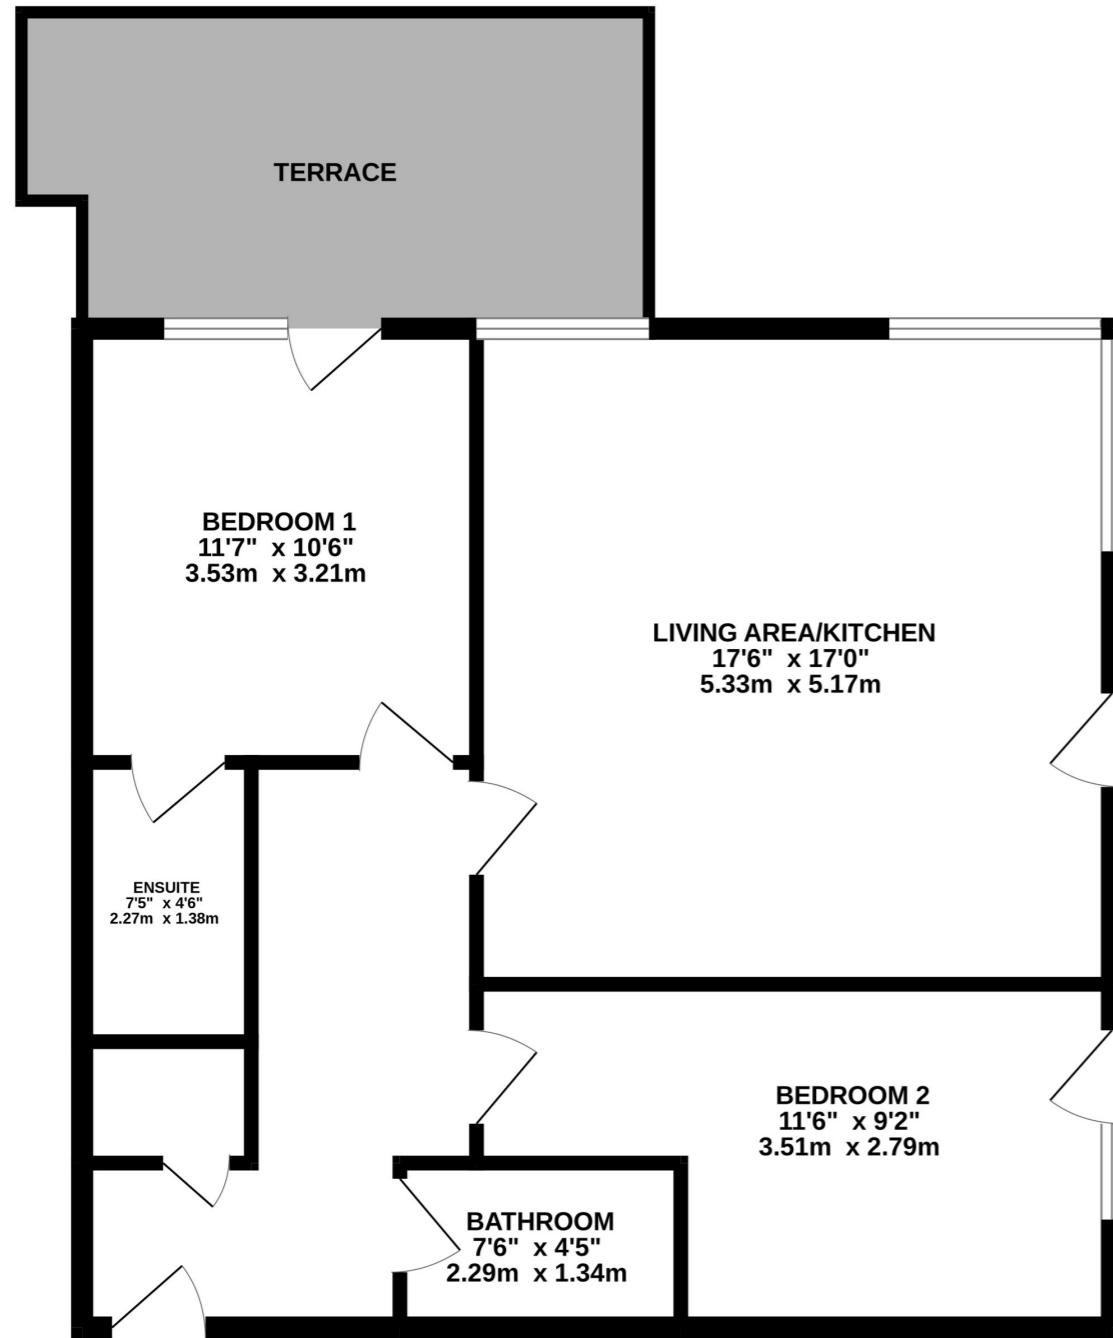 TERRACE
BEDROOM 1
11'7" x 10'6"
3.53m x 3.21m
LIVING AREA/KITCHEN
17'6" x 17'0"
5.33m x 5.17m
ENSUITE
7'5" x 4'6"
2.27m x 1.38m
BEDROOM 2
11'6" x 9'2"
3.51m x 2.79m
BATHROOM
7'6" x 4'5"
2.29m x 1.34m